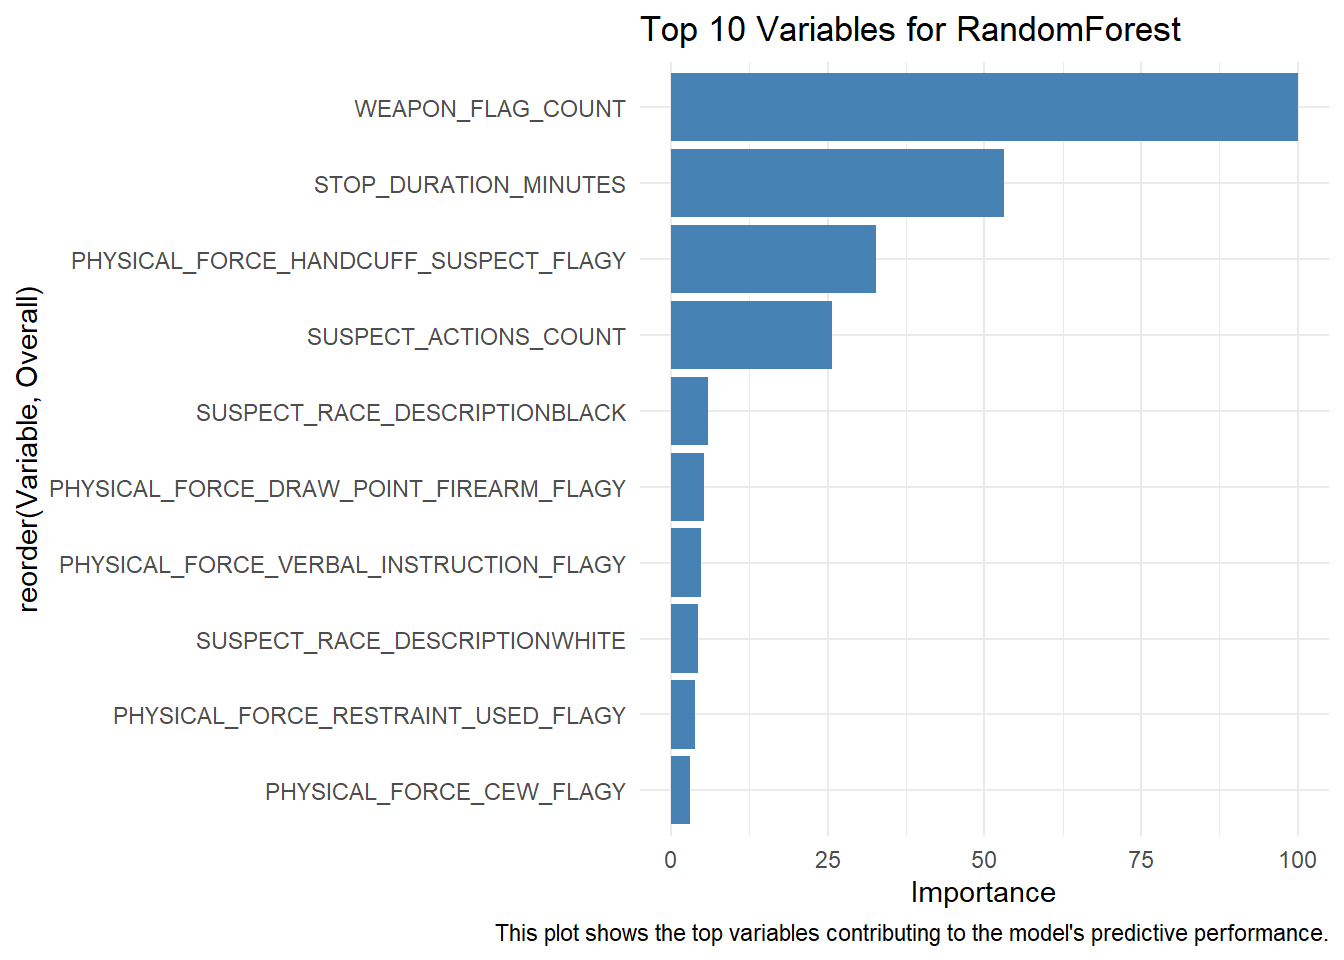 Top 10 Variables for RandomForest
reorder(Variable, Overall)
WEAPON_FLAG_COUNT
STOP_DURATION_MINUTES
PHYSICAL_FORCE_HANDCUFF_SUSPECT_FLAGY
SUSPECT_ACTIONS_COUNT
SUSPECT_RACE_DESCRIPTIONBLACK
PHYSICAL_FORCE_DRAW_POINT_FIREARM_FLAGY
PHYSICAL_FORCE_VERBAL_INSTRUCTION_FLAGY
SUSPECT_RACE_DESCRIPTIONWHITE
PHYSICAL_FORCE_RESTRAINT_USED_FLAGY
PHYSICAL_FORCE_CEW_FLAGY
0 25 50 75 100
Importance
This plot shows the top variables contributing to the model's predictive performance.